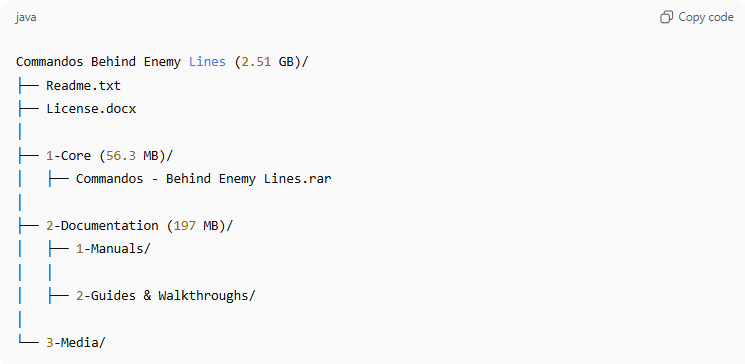 java
Copy code
Commandos Behind Enemy Lines (2.51 GB)/
├── Readme.txt
├── License.docx
│
├── 1-Core (56.3 MB)/
│   ├── Commandos - Behind Enemy Lines.rar
│
├── 2-Documentation (197 MB)/
│   ├── 1-Manuals/
│   │
│   ├── 2-Guides & Walkthroughs/
│
└── 3-Media/